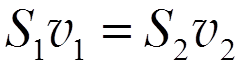 S₁v₁ = S₂v₂